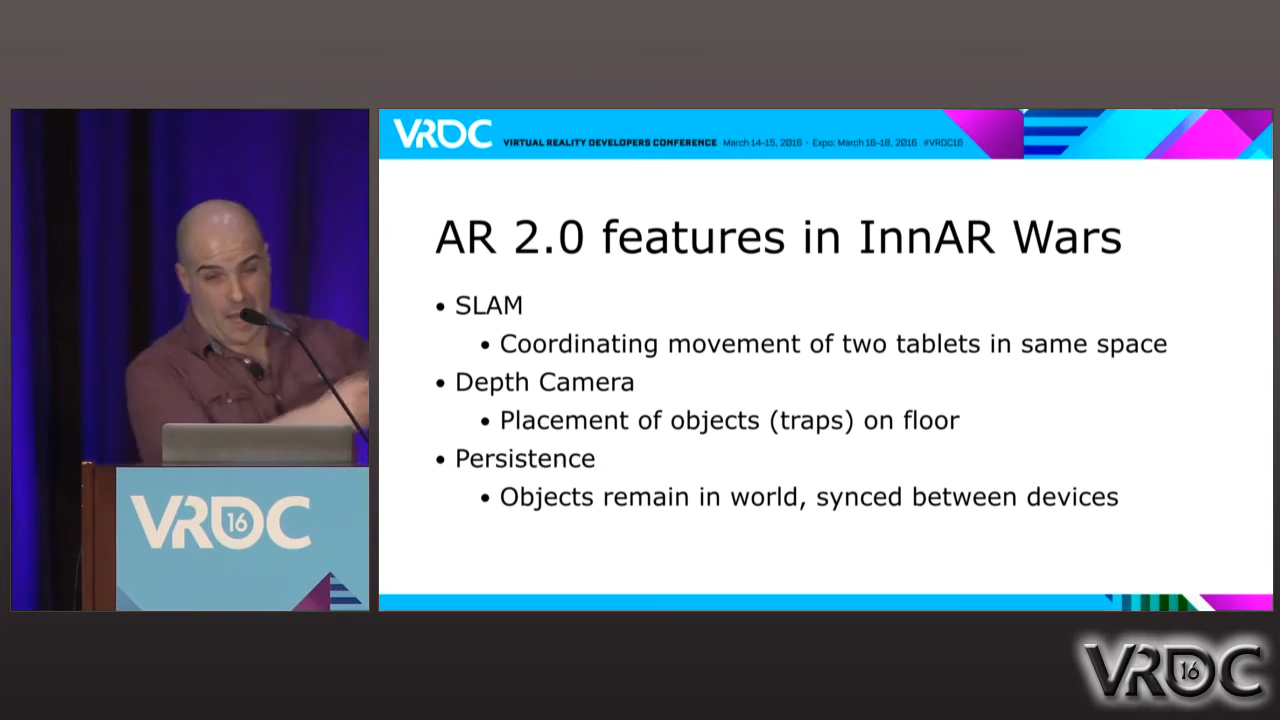 VRDC VIRTUAL REALITY DEVELOPERS CONFERENCE March 14-15, 2016 · Expo: March 16-18, 2016 #VRDC16
AR 2.0 features in InnAR Wars
• SLAM
• Coordinating movement of two tablets in same space
• Depth Camera
• Placement of objects (traps) on floor
• Persistence
• Objects remain in world, synced between devices
VRDC 16
VRDC 16